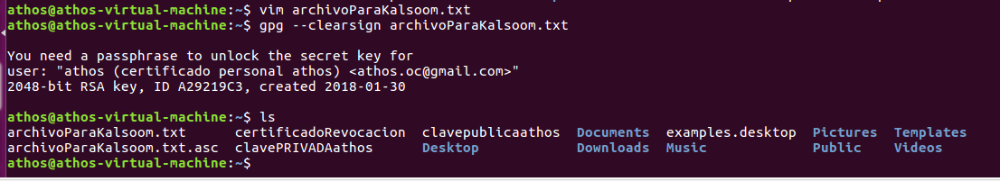 athos@athos-virtual-machine:~$ vim archivoParaKalsoom.txt
athos@athos-virtual-machine:~$ gpg --clearsign archivoParaKalsoom.txt
You need a passphrase to unlock the secret key for
user: "athos (certificado personal athos) <athos.oc@gmail.com>"
2048-bit RSA key, ID A29219C3, created 2018-01-30
athos@athos-virtual-machine:~$ ls
archivoParaKalsoom.txt certificadoRevocacion clavepublicaathos Documents examples.desktop Pictures Templates
archivoParaKalsoom.txt.asc clavePRIVADAathos Desktop Downloads Music Public Videos
athos@athos-virtual-machine:~$